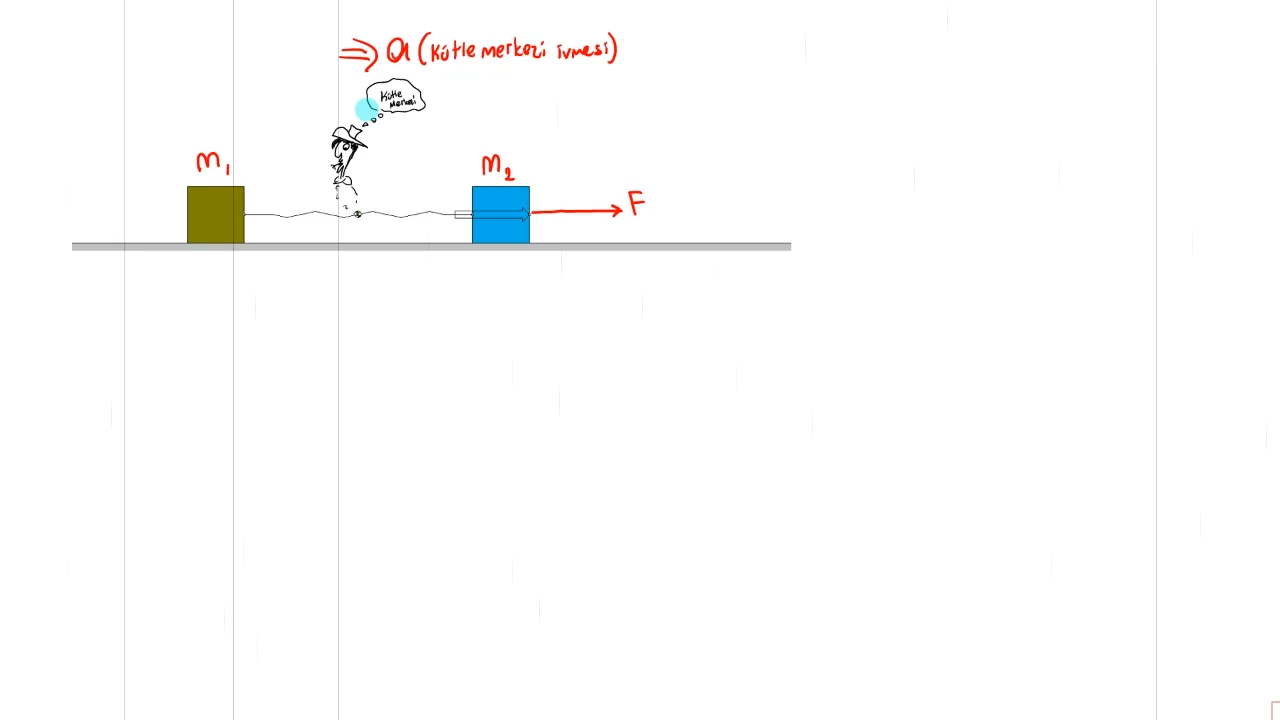 ⇒ a (Kütle merkezi ivmesi)
Kütle
Merkezi
m₁
m₂
F